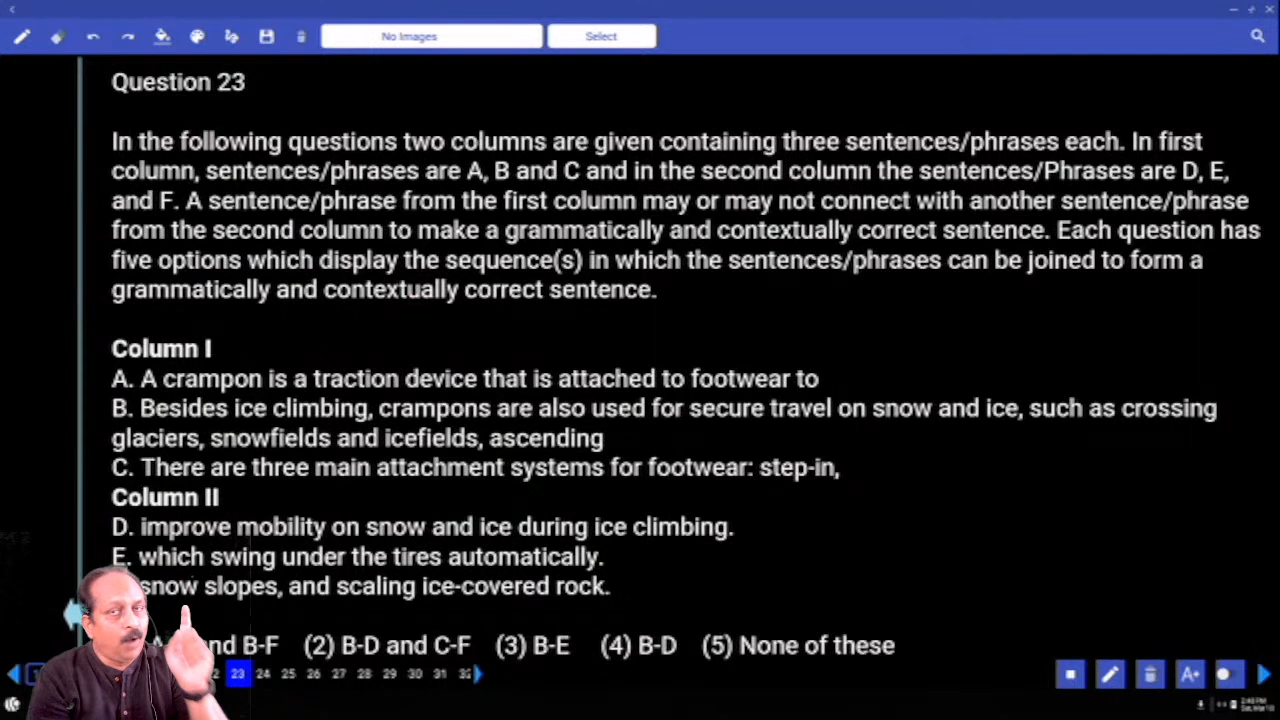 No Images
Select
Question 23
In the following questions two columns are given containing three sentences/phrases each. In first
column, sentences/phrases are A, B and C and in the second column the sentences/Phrases are D, E,
and F. A sentence/phrase from the first column may or may not connect with another sentence/phrase
from the second column to make a grammatically and contextually correct sentence. Each question has
five options which display the sequence(s) in which the sentences/phrases can be joined to form a
grammatically and contextually correct sentence.
Column I
A. A crampon is a traction device that is attached to footwear to
B. Besides ice climbing, crampons are also used for secure travel on snow and ice, such as crossing
glaciers, snowfields and icefields, ascending
C. There are three main attachment systems for footwear: step-in,
Column II
D. improve mobility on snow and ice during ice climbing.
E. which swing under the tires automatically.
snow slopes, and scaling ice-covered rock.
and B-F (2) B-D and C-F (3) B-E (4) B-D (5) None of these
23 24 25 26 27 28 29 30 31
A+